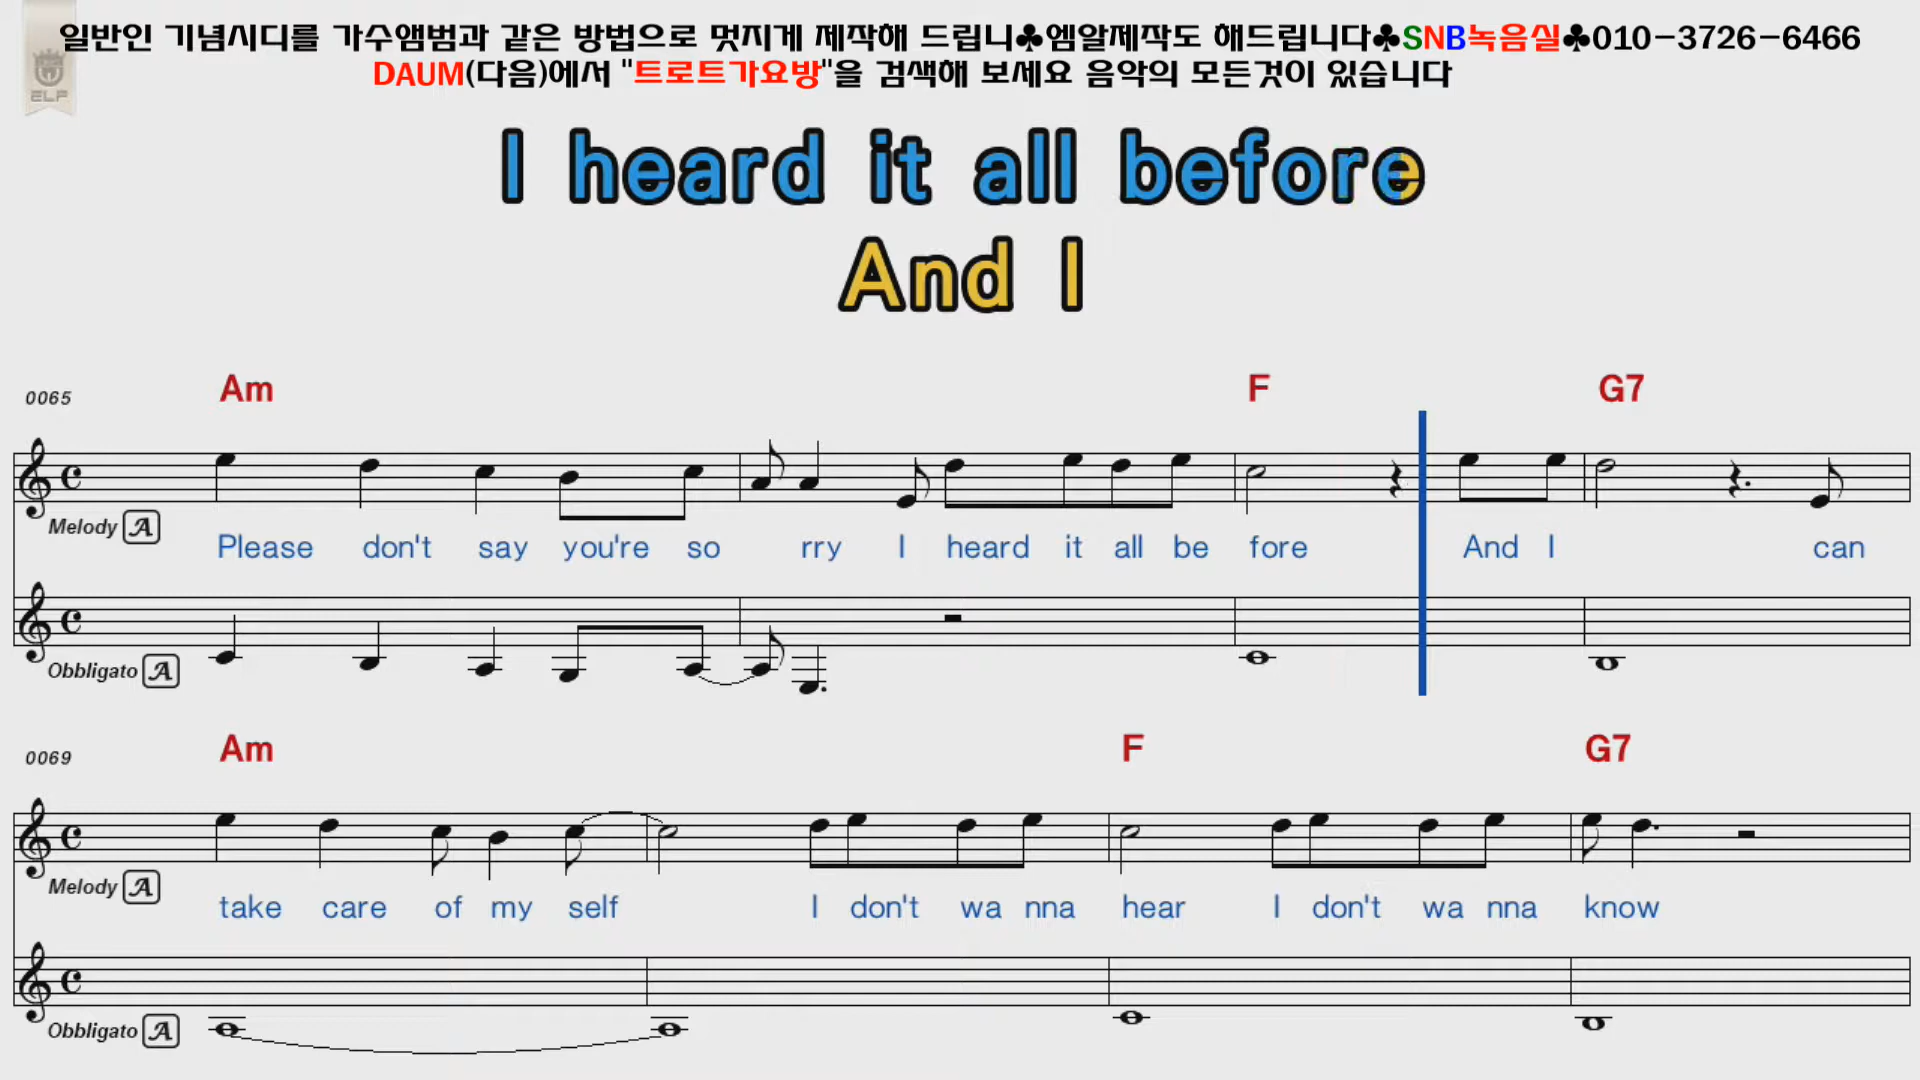 일반인 기념시디를 가수앨범과 같은 방법으로 멋지게 제작해 드립니♣엠알제작도 해드립니다♣SNB녹음실♣010-3726-6466
DAUM(다음)에서 "트로트가요방"을 검색해 보세요 음악의 모든것이 있습니다
ELF
I heard it all before
And I
0065 Am F G7
Melody A
Please don't say you're so rry I heard it all be fore And I can
Obbligato A
0069 Am F G7
Melody A
take care of my self I don't wa nna hear I don't wa nna know
Obbligato A